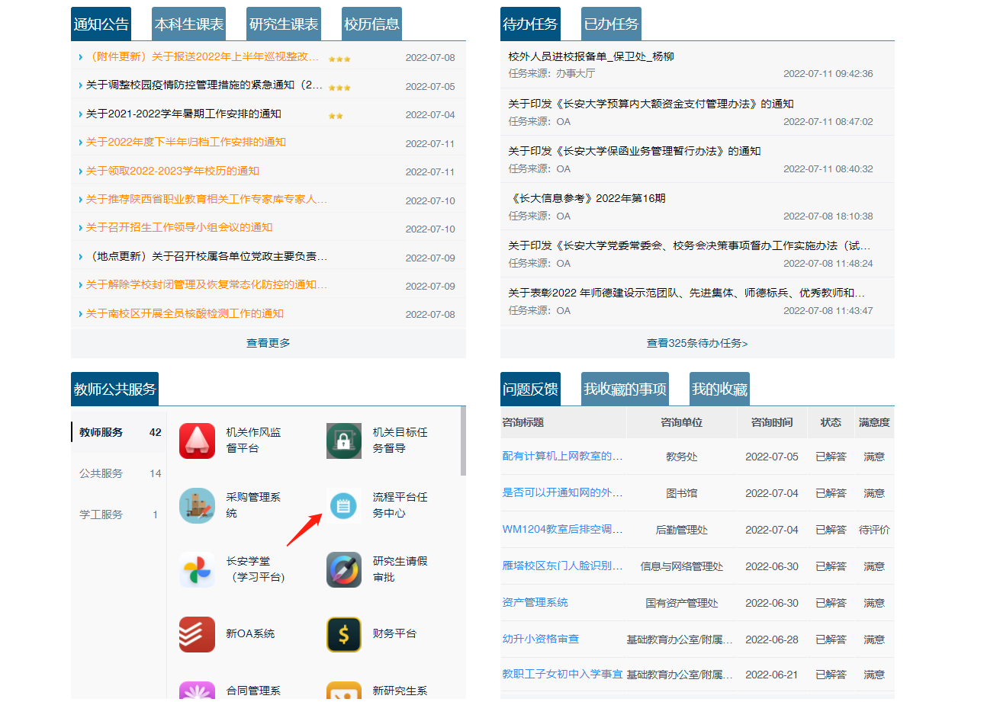 通知公告 本科生课表 研究生课表 校历信息
（附件更新）关于报送2022年上半年巡视整改... 2022-07-08
关于调整校园疫情防控管理措施的紧急通知（2... 2022-07-05
关于2021-2022学年暑期工作安排的通知 2022-07-04
关于2022年度下半年归档工作安排的通知 2022-07-11
关于领取2022-2023学年校历的通知 2022-07-11
关于推荐陕西省职业教育相关工作专家库专家人... 2022-07-10
关于召开招生工作领导小组会议的通知 2022-07-10
（地点更新）关于召开校属各单位党政主要负责... 2022-07-09
关于解除学校封闭管理及恢复常态化防控的通知... 2022-07-09
关于南校区开展全员核酸检测工作的通知 2022-07-08
查看更多
待办任务 已办任务
校外人员进校报备单_保卫处_杨柳
任务来源：办事大厅 2022-07-11 09:42:36
关于印发《长安大学预算内大额资金支付管理办法》的通知
任务来源：OA 2022-07-11 08:47:02
关于印发《长安大学保函业务管理暂行办法》的通知
任务来源：OA 2022-07-11 08:40:32
《长大信息参考》2022年第16期
任务来源：OA 2022-07-08 18:10:38
关于印发《长安大学党委常委会、校务会决策事项督办工作实施办法（试...
任务来源：OA 2022-07-08 11:48:24
关于表彰2022 年师德建设示范团队、先进集体、师德标兵、优秀教师和...
任务来源：OA 2022-07-08 11:43:47
查看325条待办任务>
教师公共服务
教师服务 42
公共服务 14
学工服务 1
机关作风监
督平台
机关目标任
务督导
采购管理系
统
流程平台任
务中心
长安学堂
（学习平台)
研究生请假
审批
新OA系统
财务平台
合同管理系
新研究生系
问题反馈 我收藏的事项 我的收藏
咨询标题 咨询单位 咨询时间 状态 满意度
配有计算机上网教室的... 教务处 2022-07-05 已解答 满意
是否可以开通知网的外... 图书馆 2022-07-04 已解答 满意
WM1204教室后排空调... 后勤管理处 2022-07-04 已解答 待评价
雁塔校区东门人脸识别... 信息与网络管理处 2022-06-30 已解答 满意
资产管理系统 国有资产管理处 2022-06-30 已解答 满意
幼升小资格审查 基础教育办公室/附属... 2022-06-28 已解答 满意
教职工子女初中入学事宜 基础教育办公室/附属... 2022-06-21 已解答 满意